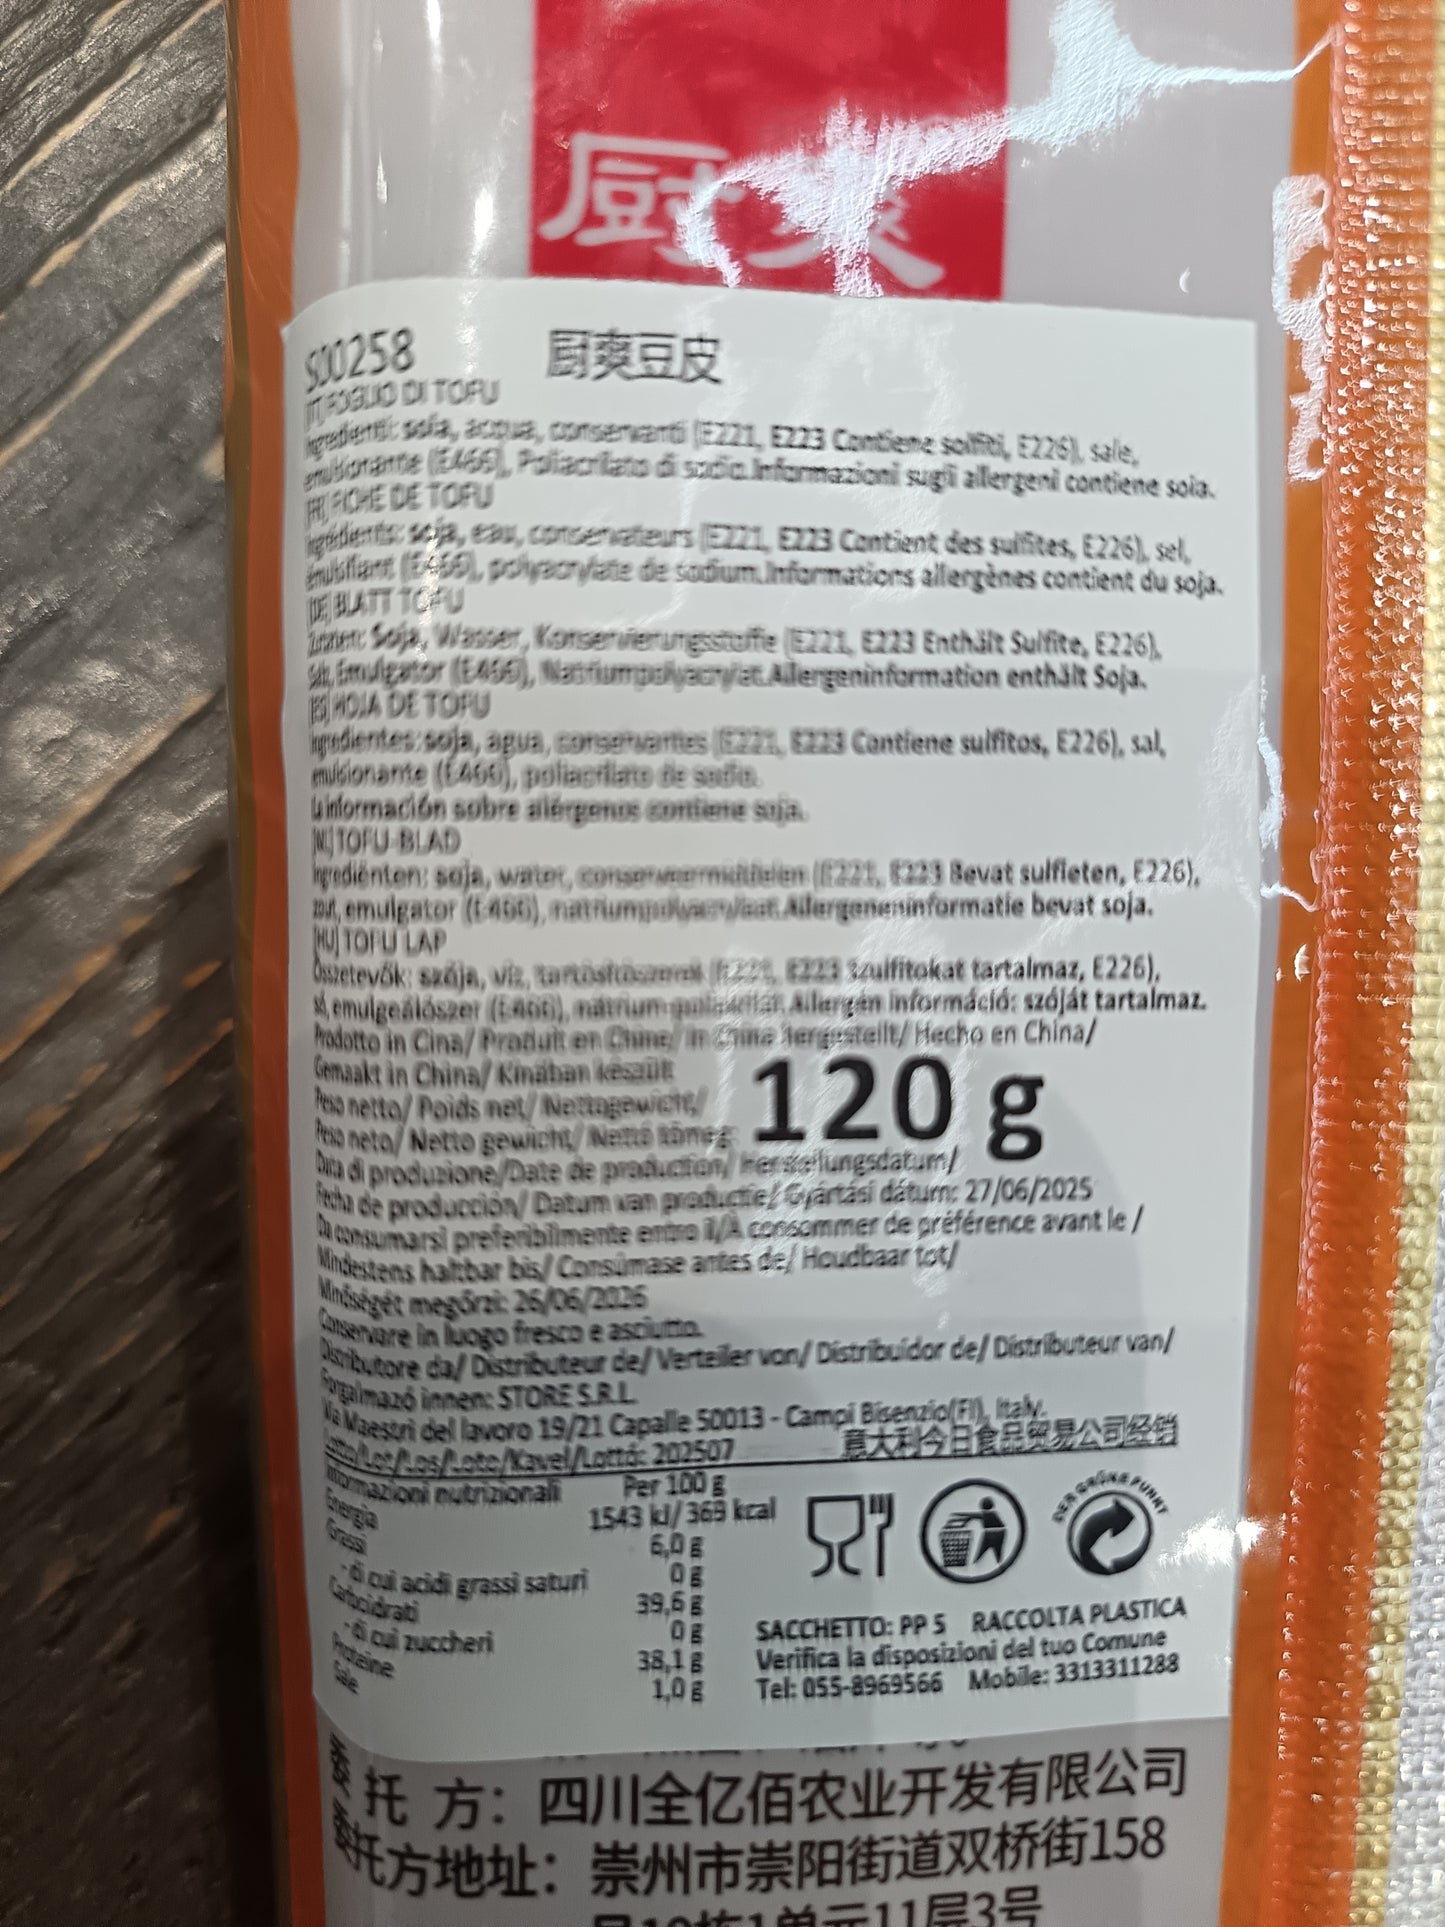 厨爽
S00258 厨爽豆皮
[IT] FOGLIO DI TOFU
Ingredienti: soia, acqua, conservanti (E221, E223 Contiene solfiti, E226), sale,
emulsionante (E466), Poliacrilato di sodio.Informazioni sugli allergeni contiene soia.
[FR] FICHE DE TOFU
Ingrédients: soja, eau, conservateurs (E221, E223 Contient des sulfites, E226), sel,
émulsifiant (E466), polyacrylate de sodium.Informations allergènes contient du soja.
[DE] BLATT TOFU
Zutaten: Soja, Wasser, Konservierungsstoffe (E221, E223 Enthält Sulfite, E226),
Salz, Emulgator (E466), Natriumpolyacrylat.Allergeninformation enthält Soja.
[ES] HOJA DE TOFU
Ingredientes:soja, agua, conservantes (E221, E223 Contiene sulfitos, E226), sal,
emulsionante (E466), poliacrilato de sodio.
La información sobre alérgenos contiene soja.
[NL] TOFU-BLAD
Ingrediënten: soja, water, conserveermiddelen (E221, E223 Bevat sulfieten, E226),
zout, emulgator (E466), natriumpolyacrylaat.Allergeneninformatie bevat soja.
[HU] TOFU LAP
Összetevők: szója, víz, tartósítószerek (E221, E223 Szulfitokat tartalmaz, E226),
só, emulgeálószer (E466), nátrium-poliakrilát. Allergén információ: szóját tartalmaz.
Prodotto in Cina/ Produit en Chine/ In China hergestellt/ Hecho en China/
Gemaakt in China/ Kínában készült
Peso netto/ Poids net/ Nettogewicht/
Peso neto/ Netto gewicht/ Nettó tömeg: 120 g
Data di produzione/Date de production/ Herstellungsdatum/
Fecha de producción/ Datum van productie/ Gyártási dátum: 27/06/2025
Da consumarsi preferibilmente entro il/À consommer de préférence avant le /
Mindestens haltbar bis/ Consúmase antes de/ Houdbaar tot/
Minőségét megőrzi: 26/06/2026
Conservare in luogo fresco e asciutto.
Distributore da/ Distributeur de/ Verteiler von/ Distribuidor de/ Distributeur van/
Forgalmazó innen: STORE S.R.L.
Via Maestri del lavoro 19/21 Capalle 50013 - Campi Bisenzio(FI), Italy.
Lotto/Lot/Los/Lote/Kavel/Lottó: 202507 意大利今日食品贸易公司经销
Informazioni nutrizionali Per 100 g
Energia 1543 kJ/ 369 kcal
Grassi 6,0 g
- di cui acidi grassi saturi 0 g
Carboidrati 39,6 g
- di cui zuccheri 0 g
Proteine 38,1 g
Sale 1,0 g
DER GRÜNE PUNKT
SACCHETTO: PP 5 RACCOLTA PLASTICA
Verifica la disposizioni del tuo Comune
Tel: 055-8969566 Mobile: 3313311288
委托方：四川全亿佰农业开发有限公司
委托方地址：崇州市崇阳街道双桥街158
号10栋1单元11层3号